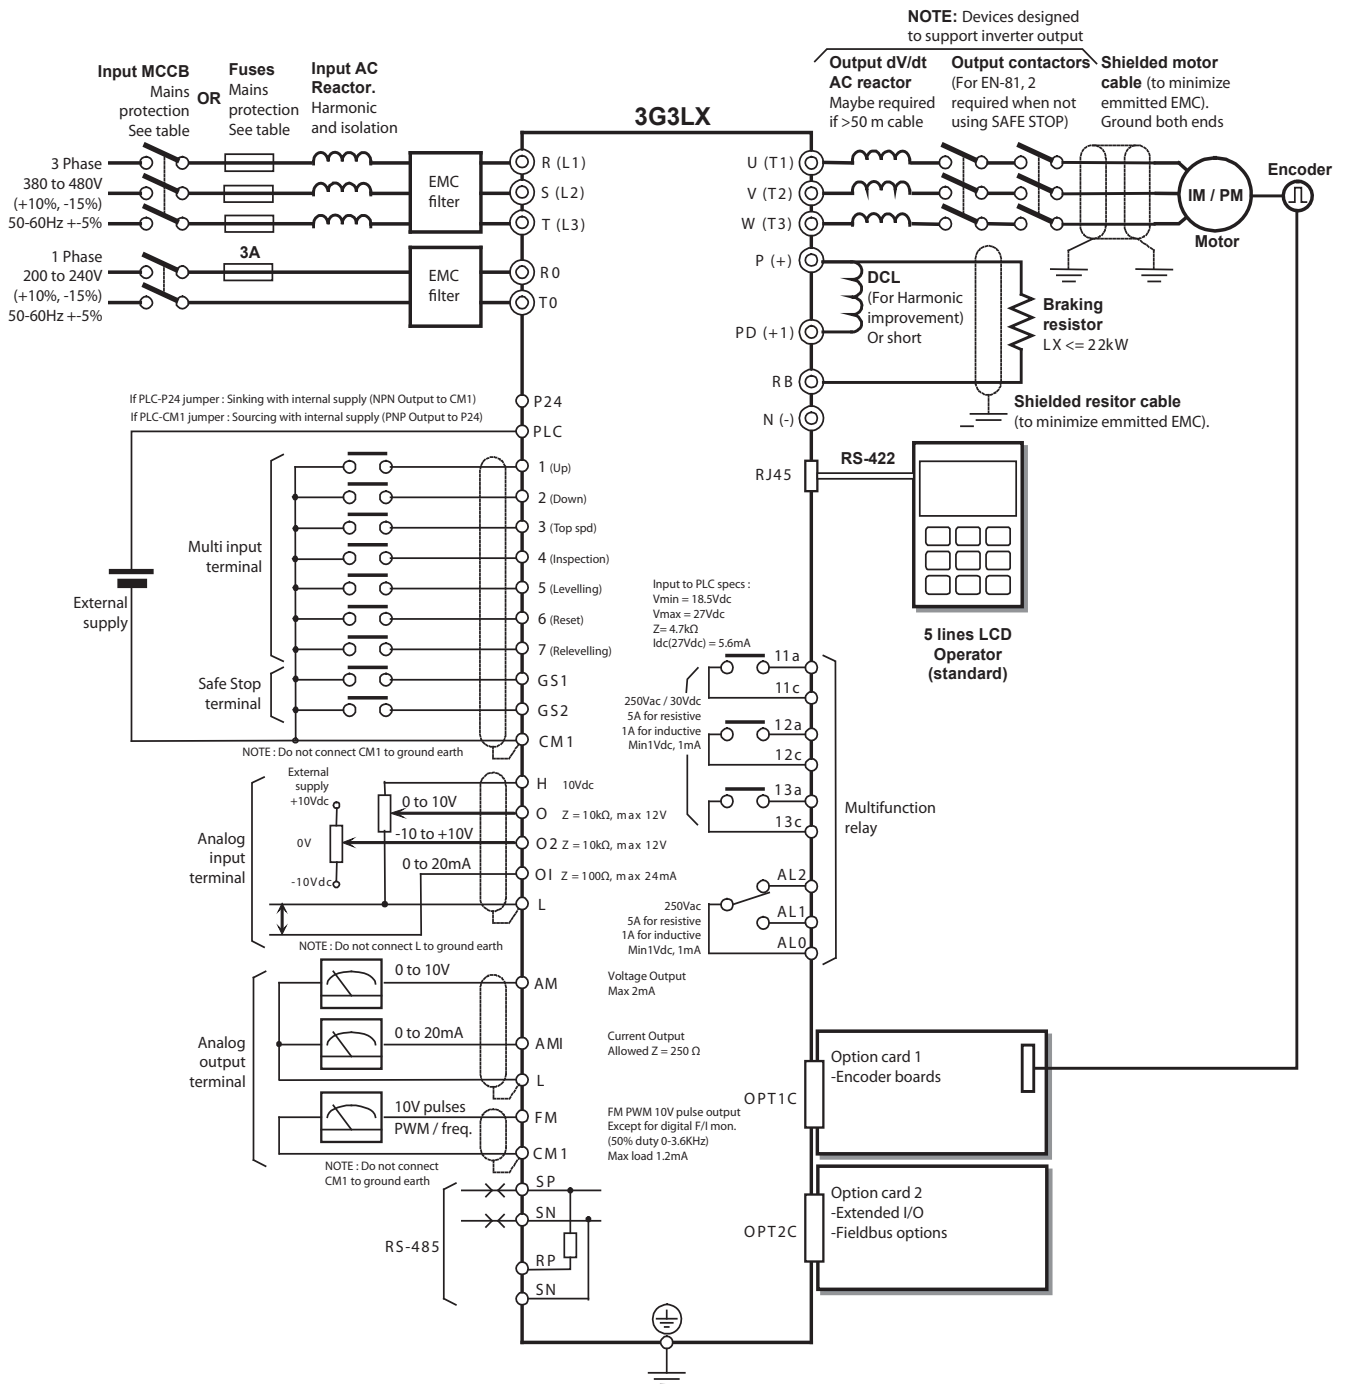 NOTE: Devices designed
to support inverter output
Input MCCB
Mains
protection
See table
OR
Fuses
Mains
protection
See table
Input AC
Reactor.
Harmonic
and isolation
3G3LX
Output dV/dt
AC reactor
Maybe required
if >50 m cable
Output contactors
(For EN-81, 2
required when not
using SAFE STOP)
Shielded motor
cable (to minimize
emmitted EMC).
Ground both ends
3 Phase
380 to 480V
(+10%, -15%)
50-60Hz +-5%
EMC
filter
R (L1)
S (L2)
T (L3)
U (T1)
V (T2)
W (T3)
IM / PM
Motor
Encoder
1 Phase
200 to 240V
(+10%, -15%)
50-60Hz +-5%
3A
EMC
filter
R0
T0
P (+)
DCL
(For Harmonic
improvement)
Or short
PD (+1)
Braking
resistor
LX <= 22kW
RB
N (-)
Shielded resitor cable
(to minimize emmitted EMC).
If PLC-P24 jumper : Sinking with internal supply (NPN Output to CM1)
If PLC-CM1 jumper : Sourcing with internal supply (PNP Output to P24)
P24
PLC
RJ45
RS-422
5 lines LCD
Operator
(standard)
External
supply
Multi input
terminal
1 (Up)
2 (Down)
3 (Top spd)
4 (Inspection)
5 (Levelling)
6 (Reset)
7 (Relevelling)
Safe Stop
terminal
GS1
GS2
CM1
NOTE : Do not connect CM1 to ground earth
Input to PLC specs :
Vmin = 18.5Vdc
Vmax = 27Vdc
Z= 4.7kΩ
Idc(27Vdc) = 5.6mA
250Vac / 30Vdc
5A for resistive
1A for inductive
Min1Vdc, 1mA
11a
11c
12a
12c
13a
13c
Multifunction
relay
250Vac
5A for resistive
1A for inductive
Min1Vdc, 1mA
AL2
AL1
AL0
Analog
input
terminal
External
supply
+10Vdc
0V
-10Vdc
0 to 10V
-10 to +10V
0 to 20mA
H 10Vdc
O Z = 10kΩ, max 12V
O2 Z = 10kΩ, max 12V
OI Z = 100Ω, max 24mA
L
NOTE : Do not connect L to ground earth
Analog
output
terminal
0 to 10V
AM
Voltage Output
Max 2mA
0 to 20mA
AMI
Current Output
Allowed Z = 250 Ω
L
10V pulses
PWM / freq.
FM
CM1
FM PWM 10V pulse output
Except for digital F/I mon.
(50% duty 0-3.6KHz)
Max load 1.2mA
NOTE : Do not connect
CM1 to ground earth
RS-485
SP
SN
RP
SN
OPT1C
Option card 1
-Encoder boards
OPT2C
Option card 2
-Extended I/O
-Fieldbus options